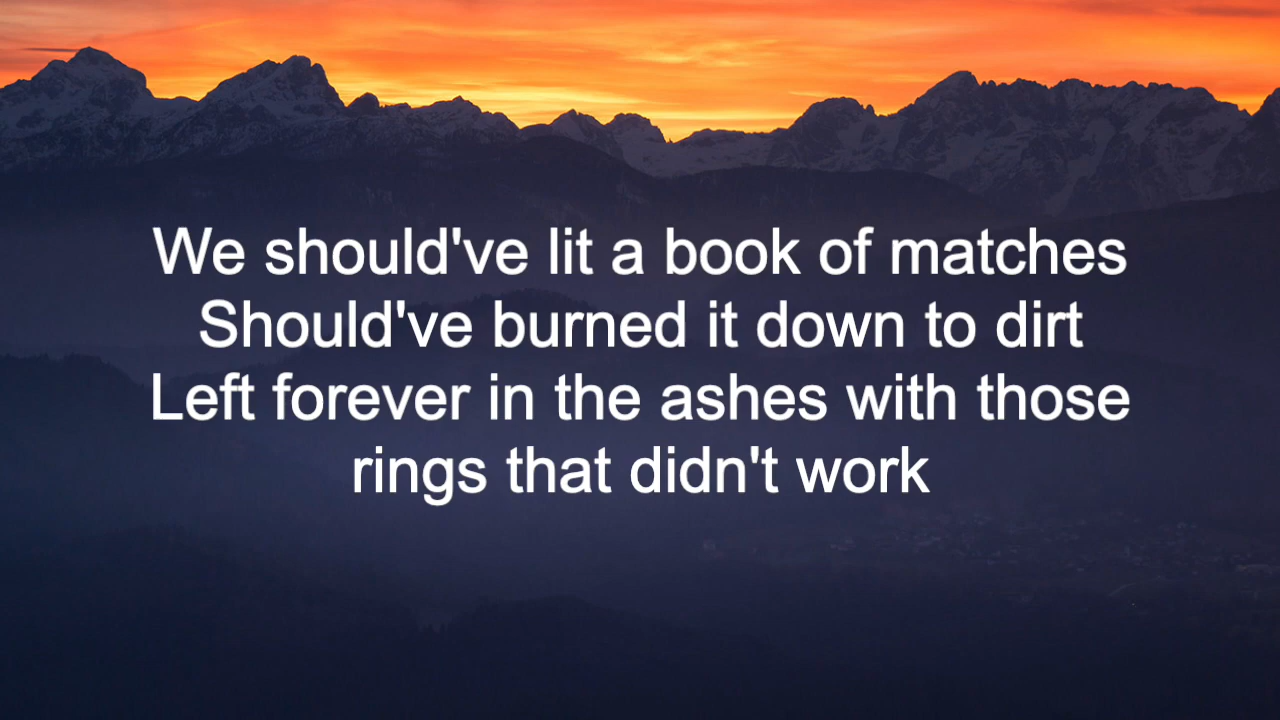 We should've lit a book of matches
Should've burned it down to dirt
Left forever in the ashes with those
rings that didn't work